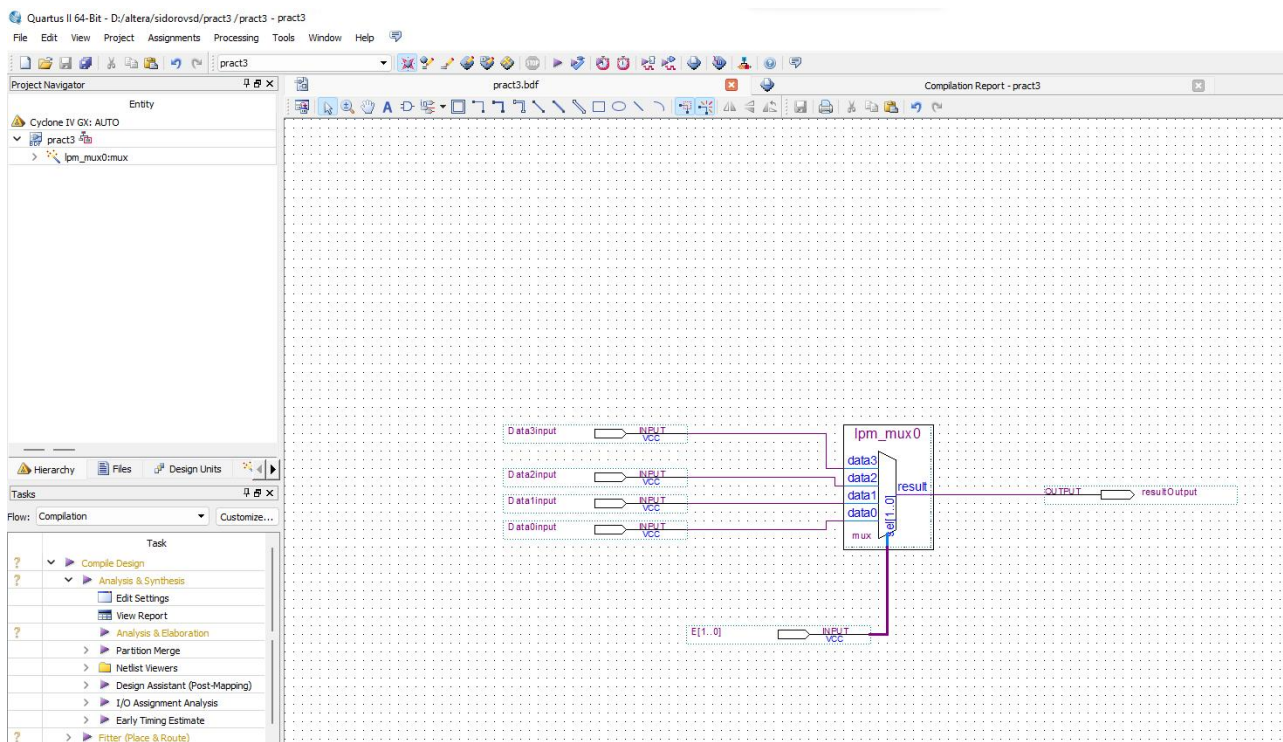 Quartus II 64-Bit - D:/altera/sidorovsd/pract3 /pract3 - pract3
File Edit View Project Assignments Processing Tools Window Help
pract3
Project Navigator
pract3.bdf
Compilation Report - pract3
Entity
Cyclone IV GX: AUTO
pract3
lpm_mux0:mux
Hierarchy Files Design Units
Tasks
Flow: Compilation Customize...
Task
Compile Design
Analysis & Synthesis
Edit Settings
View Report
Analysis & Elaboration
Partition Merge
Netlist Viewers
Design Assistant (Post-Mapping)
I/O Assignment Analysis
Early Timing Estimate
Fitter (Place & Route)
Data3input INPUT
VCC
Data2input INPUT
VCC
Data1input INPUT
VCC
Data0input INPUT
VCC
lpm_mux0
data3
data2
data1
data0
result
sel[1..0]
mux
OUTPUT resultOutput
E[1..0] INPUT
VCC